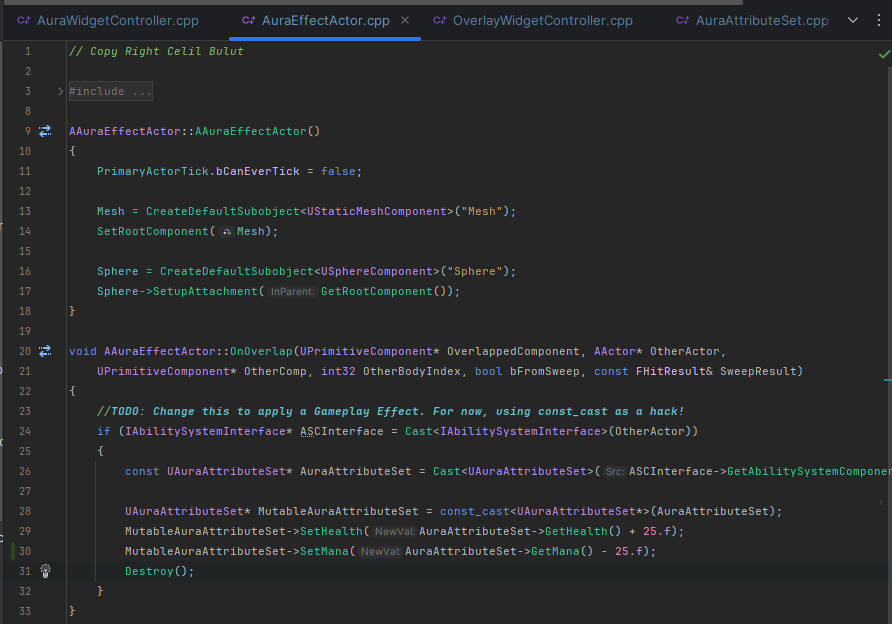 AuraWidgetController.cpp
AuraEffectActor.cpp
OverlayWidgetController.cpp
AuraAttributeSet.cpp
1 // Copy Right Celil Bulut
2
3 #include ...
8
9 AAuraEffectActor::AAuraEffectActor()
10 {
11 PrimaryActorTick.bCanEverTick = false;
12
13 Mesh = CreateDefaultSubobject<UStaticMeshComponent>("Mesh");
14 SetRootComponent( Mesh);
15
16 Sphere = CreateDefaultSubobject<USphereComponent>("Sphere");
17 Sphere->SetupAttachment( InParent: GetRootComponent());
18 }
19
20 void AAuraEffectActor::OnOverlap(UPrimitiveComponent* OverlappedComponent, AActor* OtherActor,
21 UPrimitiveComponent* OtherComp, int32 OtherBodyIndex, bool bFromSweep, const FHitResult& SweepResult)
22 {
23 //TODO: Change this to apply a Gameplay Effect. For now, using const_cast as a hack!
24 if (IAbilitySystemInterface* ASCInterface = Cast<IAbilitySystemInterface>(OtherActor))
25 {
26 const UAuraAttributeSet* AuraAttributeSet = Cast<UAuraAttributeSet>( Src: ASCInterface->GetAbilitySystemComponen
27
28 UAuraAttributeSet* MutableAuraAttributeSet = const_cast<UAuraAttributeSet*>(AuraAttributeSet);
29 MutableAuraAttributeSet->SetHealth( NewVal: AuraAttributeSet->GetHealth() + 25.f);
30 MutableAuraAttributeSet->SetMana( NewVal: AuraAttributeSet->GetMana() - 25.f);
31 Destroy();
32 }
33 }